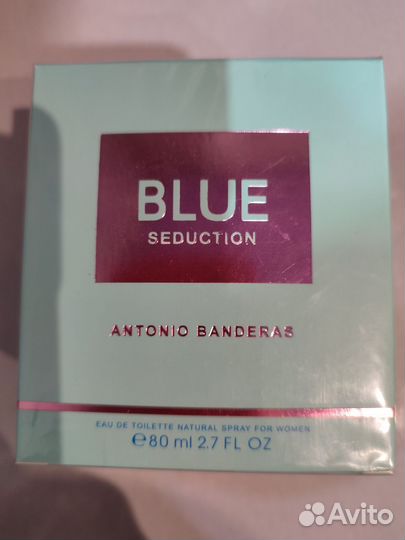 BLUE
SEDUCTION
ANTONIO BANDERAS
EAU DE TOILETTE NATURAL SPRAY FOR WOMEN
℮80 ml 2.7 FL OZ
Avito